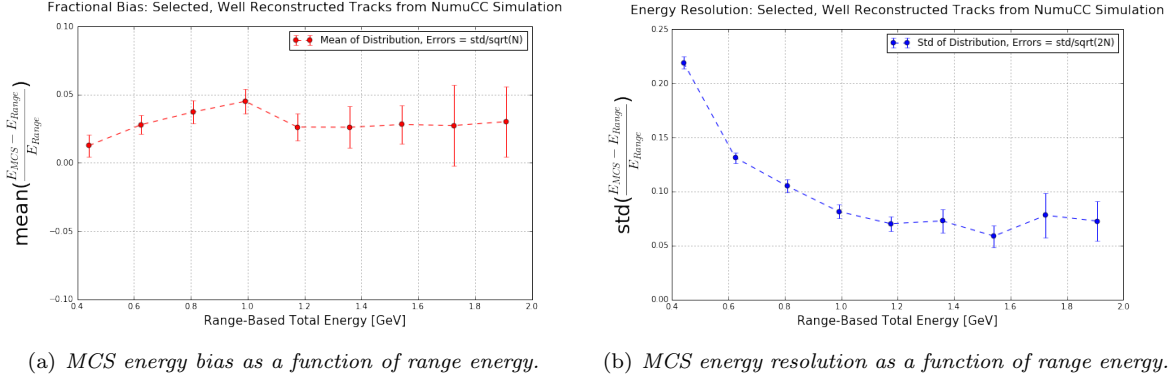 Fractional Bias: Selected, Well Reconstructed Tracks from NumuCC Simulation
0.10
0.05
0.00
−0.05
−0.10
0.4 0.6 0.8 1.0 1.2 1.4 1.6 1.8 2.0
Mean of Distribution, Errors = std/sqrt(N)
mean(E_MCS − E_Range / E_Range)
Range-Based Total Energy [GeV]
(a) MCS energy bias as a function of range energy.
Energy Resolution: Selected, Well Reconstructed Tracks from NumuCC Simulation
0.25
0.20
0.15
0.10
0.05
0.00
0.4 0.6 0.8 1.0 1.2 1.4 1.6 1.8 2.0
Std of Distribution, Errors = std/sqrt(2N)
std(E_MCS − E_Range / E_Range)
Range-Based Total Energy [GeV]
(b) MCS energy resolution as a function of range energy.